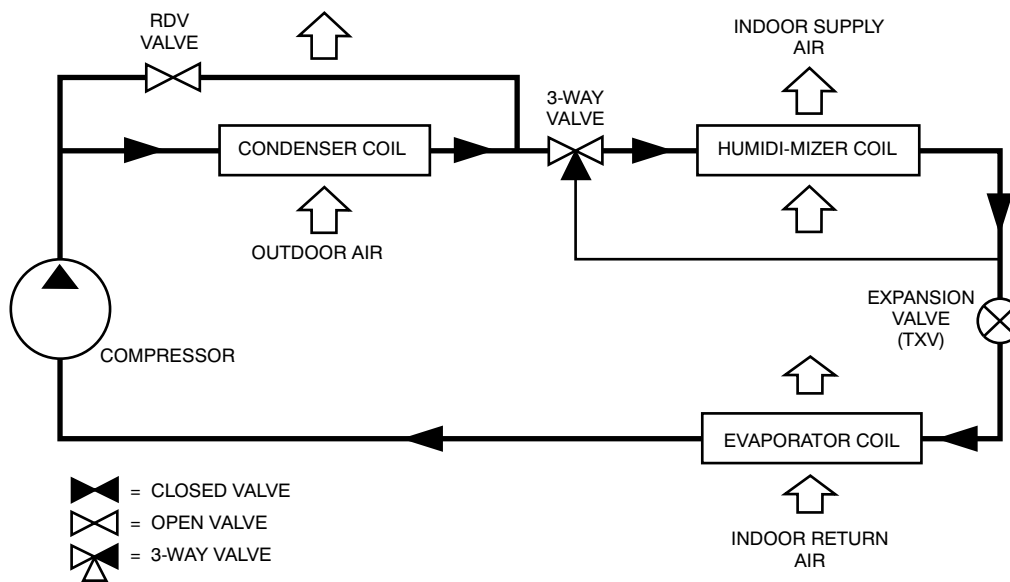 RDV
VALVE
INDOOR SUPPLY
AIR
3-WAY
VALVE
CONDENSER COIL
HUMIDI-MIZER COIL
OUTDOOR AIR
EXPANSION
VALVE
(TXV)
COMPRESSOR
EVAPORATOR COIL
= CLOSED VALVE
= OPEN VALVE
= 3-WAY VALVE
INDOOR RETURN
AIR